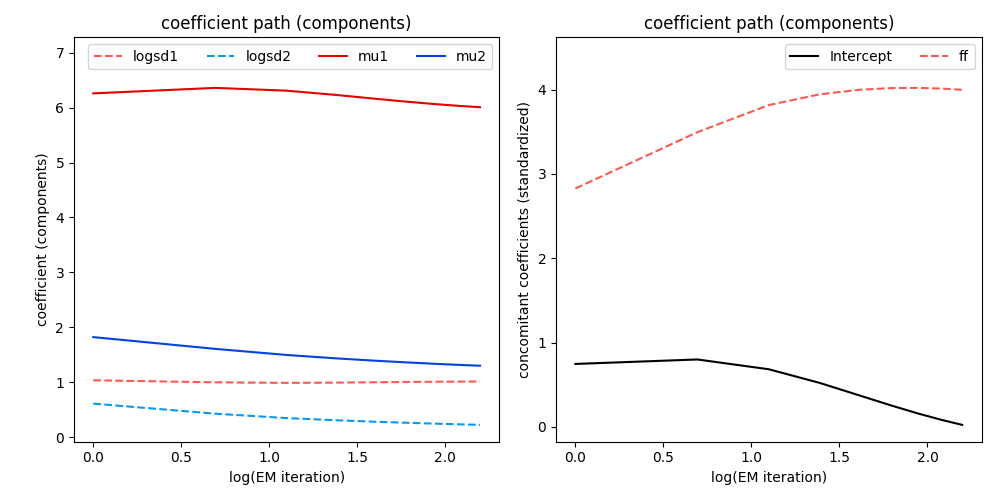 coefficient path (components)
logsd1 logsd2 mu1 mu2
coefficient (components)
7
6
5
4
3
2
1
0
0.0 0.5 1.0 1.5 2.0
log(EM iteration)
coefficient path (components)
Intercept ff
concomitant coefficients (standardized)
4
3
2
1
0
0.0 0.5 1.0 1.5 2.0
log(EM iteration)